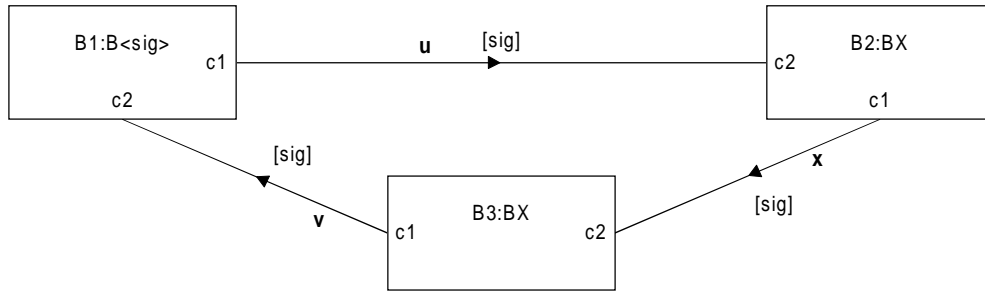 B1:B<sig>
c1
c2
u
[sig]
B2:BX
c2
c1
[sig]
v
B3:BX
c1
c2
x
[sig]